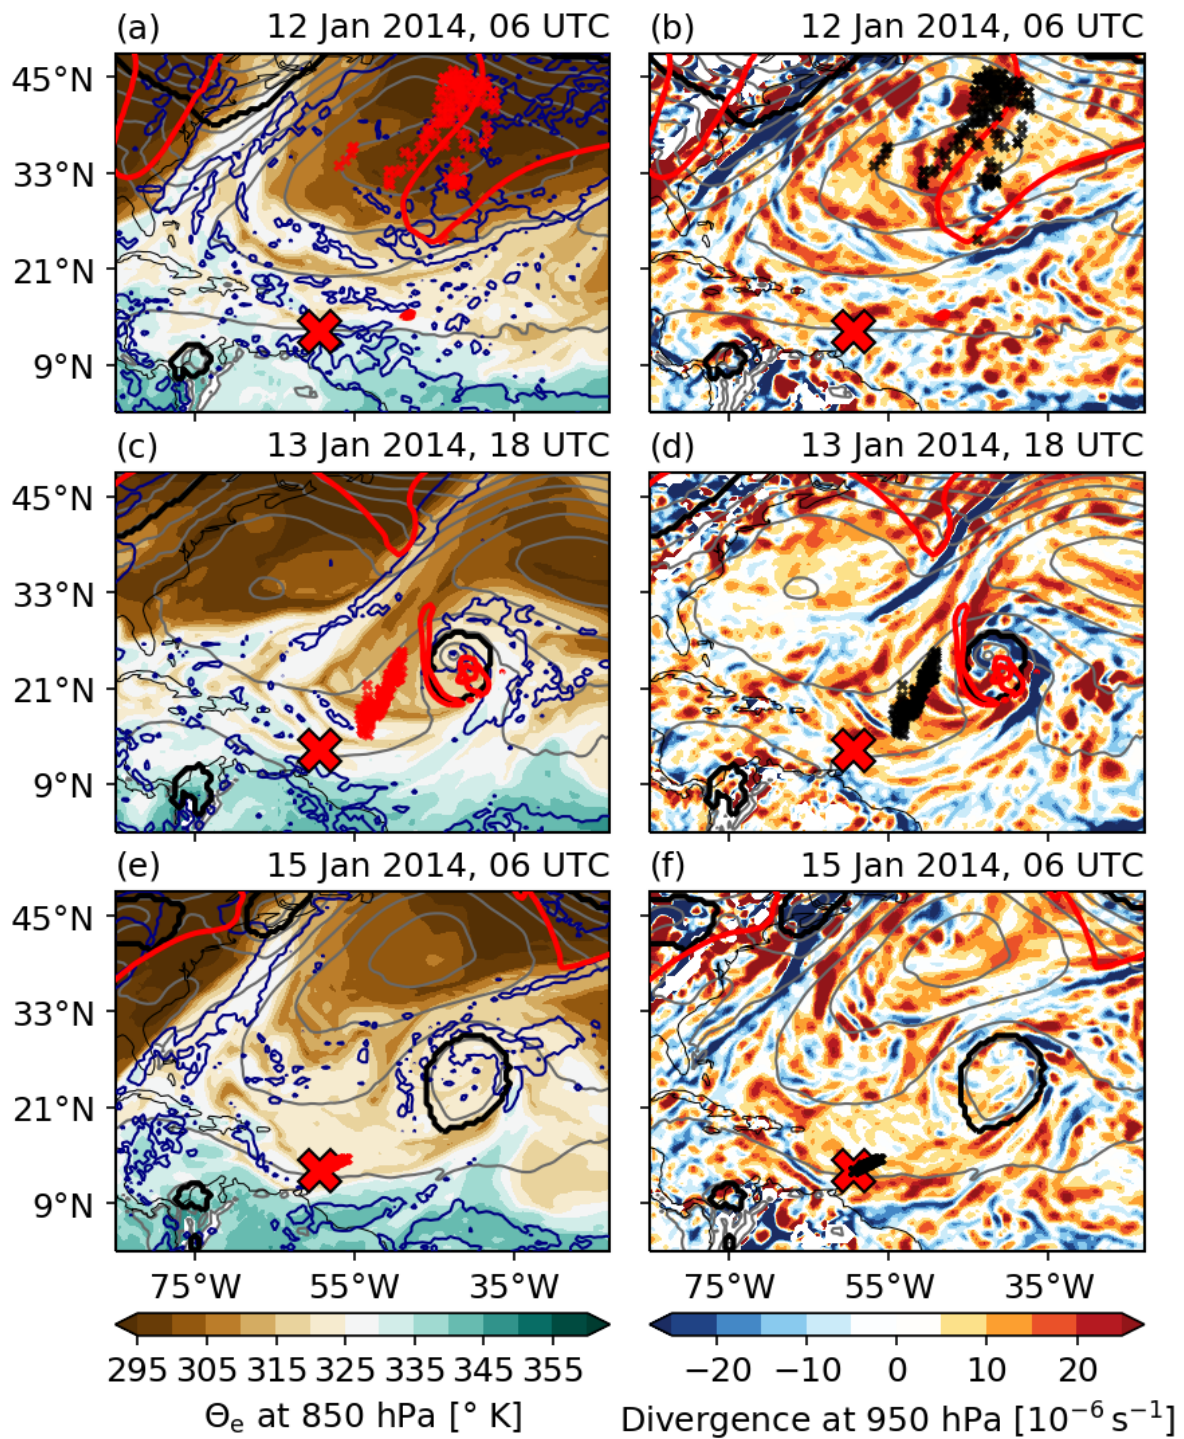 (a) 12 Jan 2014, 06 UTC
(b) 12 Jan 2014, 06 UTC
45°N
33°N
21°N
9°N
(c) 13 Jan 2014, 18 UTC
(d) 13 Jan 2014, 18 UTC
45°N
33°N
21°N
9°N
(e) 15 Jan 2014, 06 UTC
(f) 15 Jan 2014, 06 UTC
45°N
33°N
21°N
9°N
75°W 55°W 35°W
75°W 55°W 35°W
295 305 315 325 335 345 355
Θe at 850 hPa [° K]
−20 −10 0 10 20
Divergence at 950 hPa [10⁻⁶ s⁻¹]